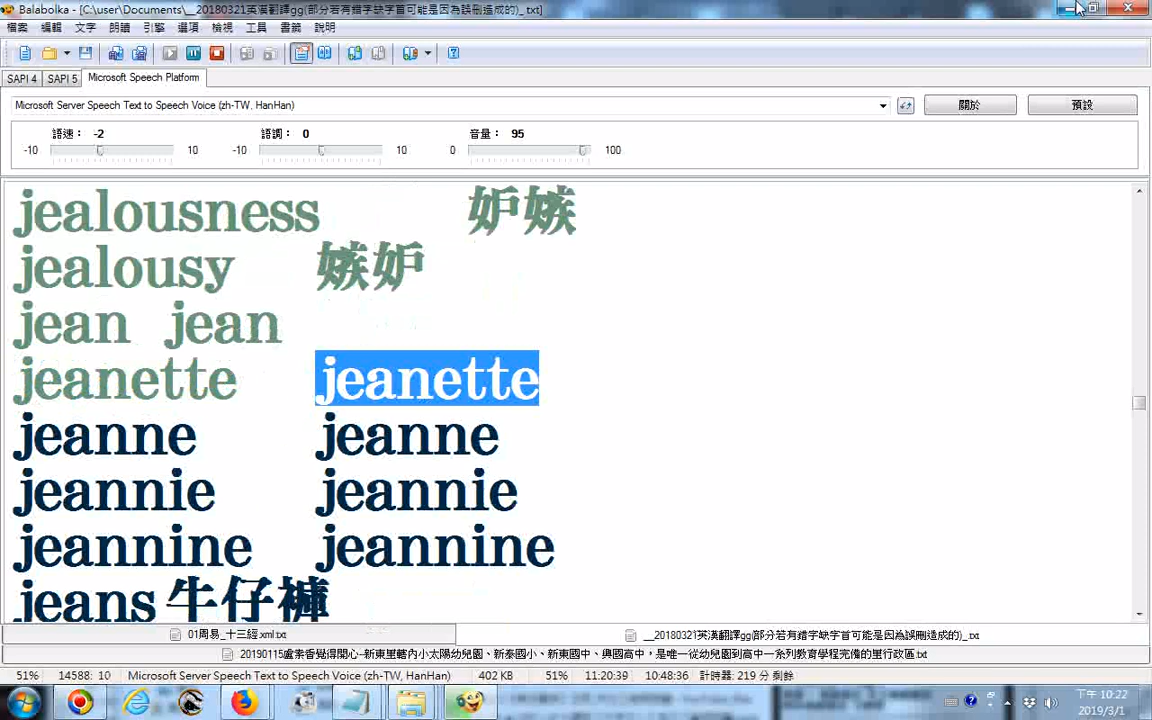 Balabolka - [C:\user\Documents\__20180321英漢翻譯gg(部分若有錯字缺字首可能是因為誤刪造成的)_.txt]
檔案 編輯 文字 朗讀 引擎 選項 檢視 工具 書籤 說明
SAPI 4 SAPI 5 Microsoft Speech Platform
Microsoft Server Speech Text to Speech Voice (zh-TW, HanHan) 關於 預設
語速： -2 語調： 0 音量： 95
-10 10 -10 10 0 100
jealousness 妒嫉
jealousy 嫉妒
jean jean
jeanette jeanette
jeanne jeanne
jeannie jeannie
jeannine jeannine
jeans 牛仔褲
01周易_十三經.xml.txt __20180321英漢翻譯gg(部分若有錯字缺字首可能是因為誤刪造成的)_.txt
20190115盧素香覺得開心-新東里轄內小太陽幼兒園、新泰國小、新東國中、興國高中，是唯一從幼兒園到高中一系列教育學程完備的里行政區.txt
51% 14588: 10 Microsoft Server Speech Text to Speech Voice (zh-TW, HanHan) 402 KB 51% 11:20:39 10:48:36 計時器: 219 分 剩餘
下午 10:22
2019/3/1